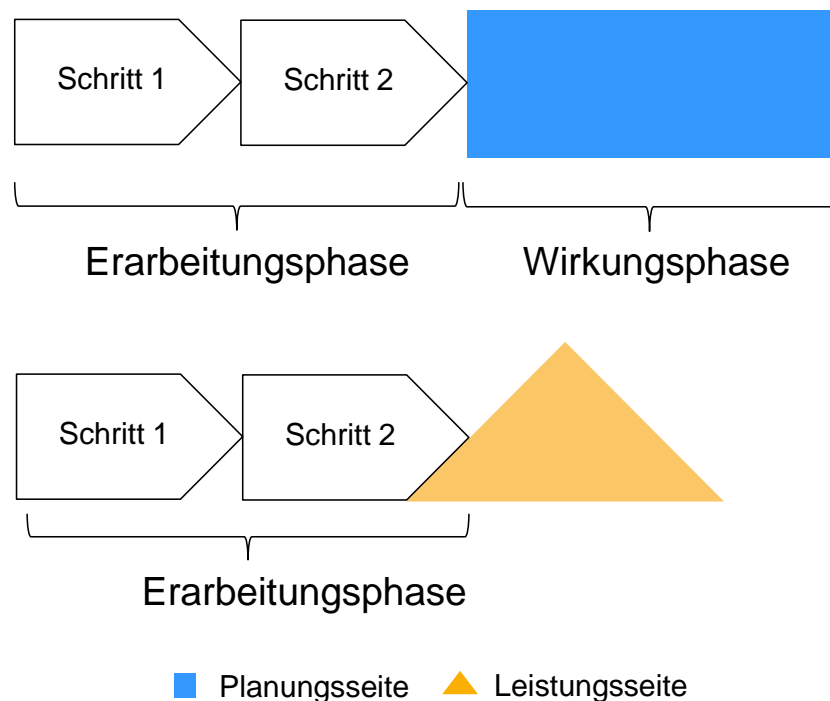 Schritt 1
Schritt 2
Erarbeitungsphase
Wirkungsphase
Schritt 1
Schritt 2
Erarbeitungsphase
Planungsseite
Leistungsseite